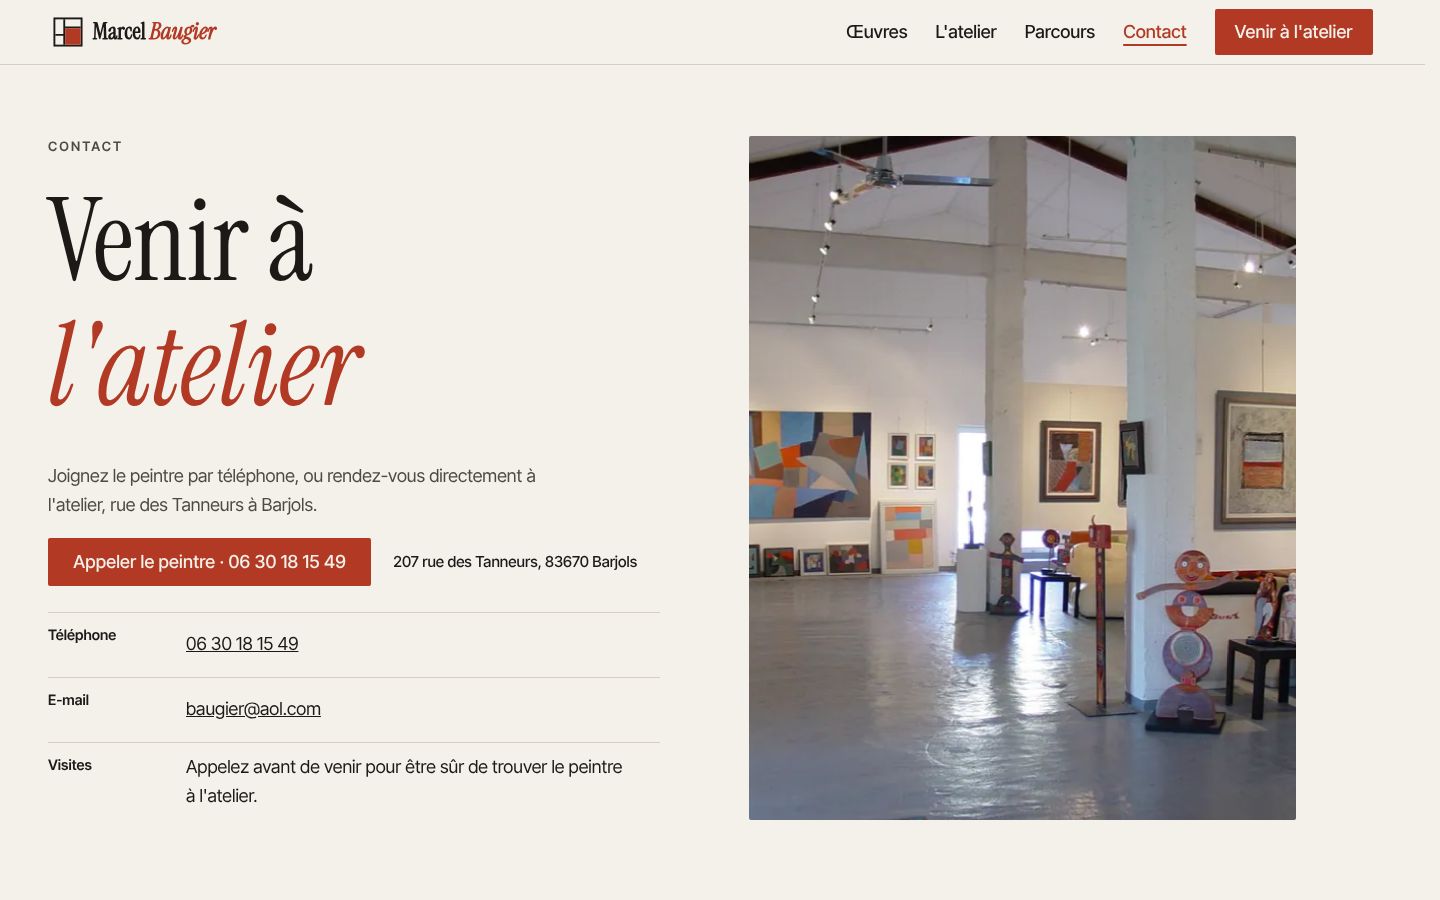 Marcel Baugier
Œuvres
L'atelier
Parcours
Contact
Venir à l'atelier
CONTACT
Venir à
l'atelier
Joignez le peintre par téléphone, ou rendez-vous directement à
l'atelier, rue des Tanneurs à Barjols.
Appeler le peintre · 06 30 18 15 49
207 rue des Tanneurs, 83670 Barjols
Téléphone
06 30 18 15 49
E-mail
baugier@aol.com
Visites
Appelez avant de venir pour être sûr de trouver le peintre
à l'atelier.